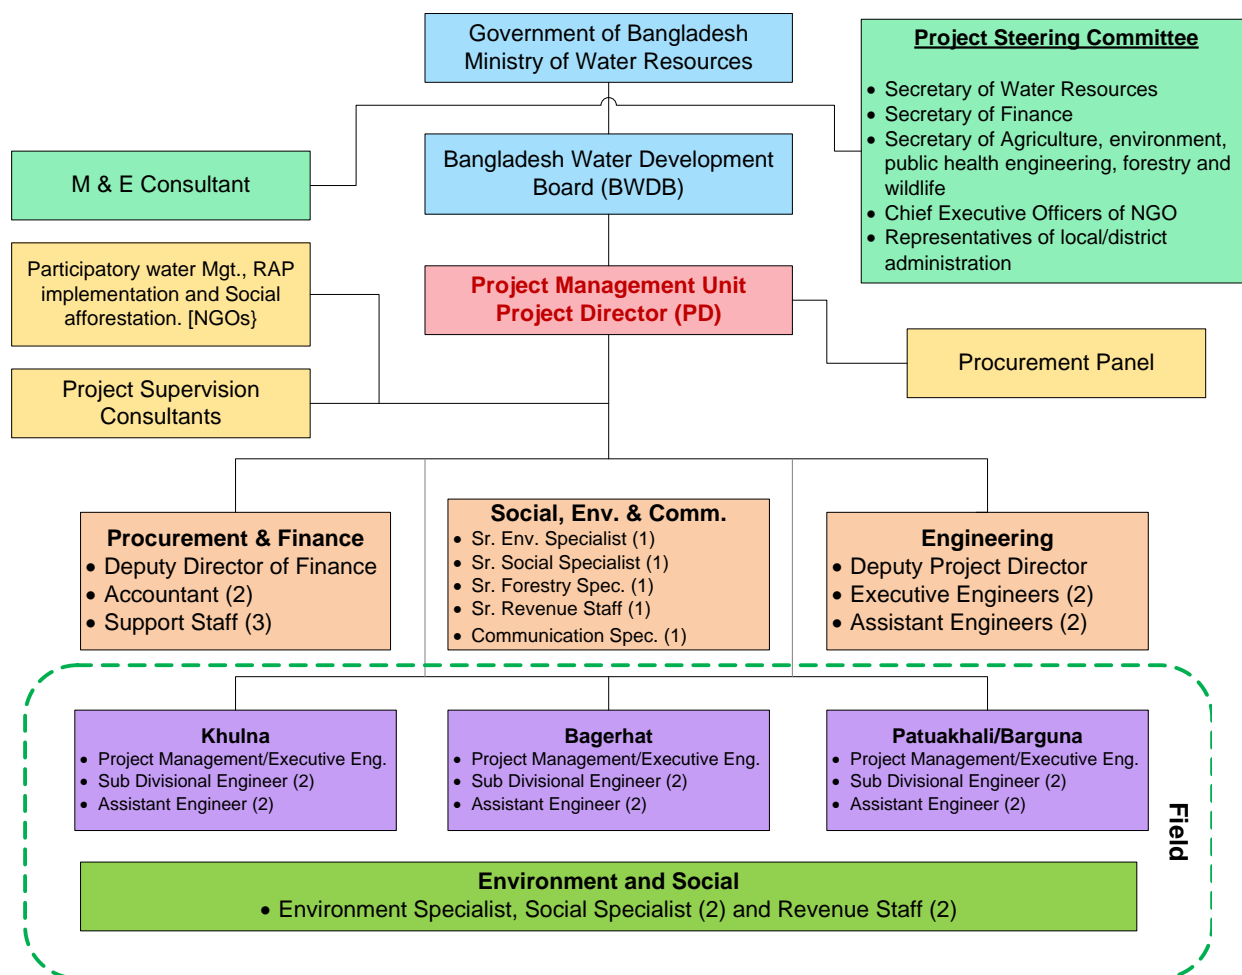 Government of Bangladesh
Ministry of Water Resources
Project Steering Committee
• Secretary of Water Resources
• Secretary of Finance
• Secretary of Agriculture, environment,
public health engineering, forestry and
wildlife
• Chief Executive Officers of NGO
• Representatives of local/district
administration
Bangladesh Water Development
Board (BWDB)
M & E Consultant
Participatory water Mgt., RAP
implementation and Social
afforestation. [NGOs}
Project Management Unit
Project Director (PD)
Procurement Panel
Project Supervision
Consultants
Procurement & Finance
• Deputy Director of Finance
• Accountant (2)
• Support Staff (3)
Social, Env. & Comm.
• Sr. Env. Specialist (1)
• Sr. Social Specialist (1)
• Sr. Forestry Spec. (1)
• Sr. Revenue Staff (1)
• Communication Spec. (1)
Engineering
• Deputy Project Director
• Executive Engineers (2)
• Assistant Engineers (2)
Khulna
• Project Management/Executive Eng.
• Sub Divisional Engineer (2)
• Assistant Engineer (2)
Bagerhat
• Project Management/Executive Eng.
• Sub Divisional Engineer (2)
• Assistant Engineer (2)
Patuakhali/Barguna
• Project Management/Executive Eng.
• Sub Divisional Engineer (2)
• Assistant Engineer (2)
Field
Environment and Social
• Environment Specialist, Social Specialist (2) and Revenue Staff (2)